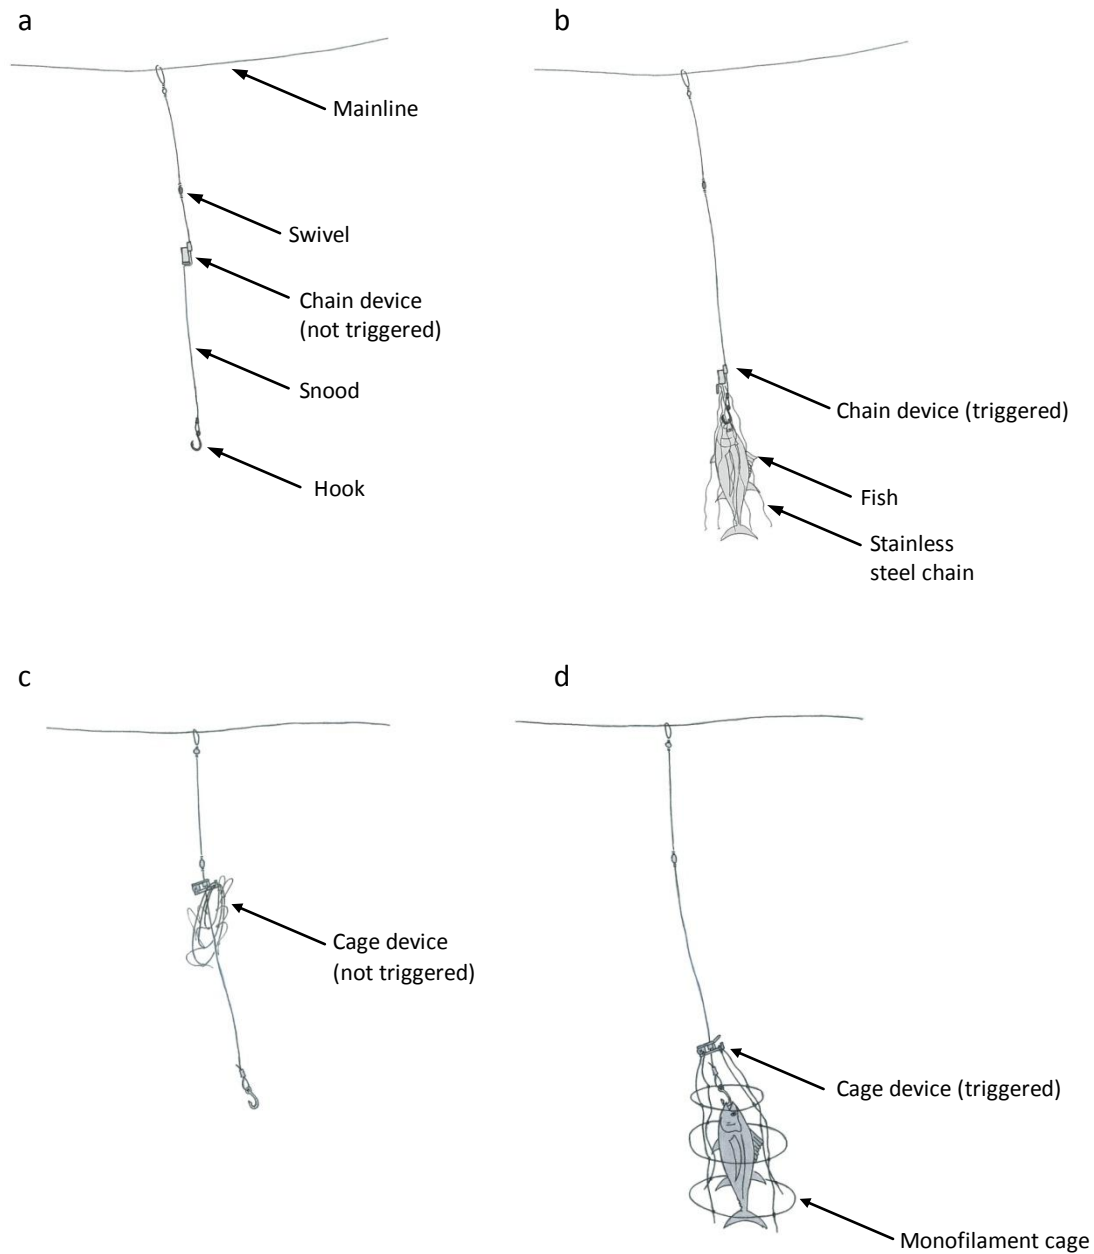 a
Mainline
Swivel
Chain device
(not triggered)
Snood
Hook
b
Chain device (triggered)
Fish
Stainless
steel chain
c
Cage device
(not triggered)
d
Cage device (triggered)
Monofilament cage